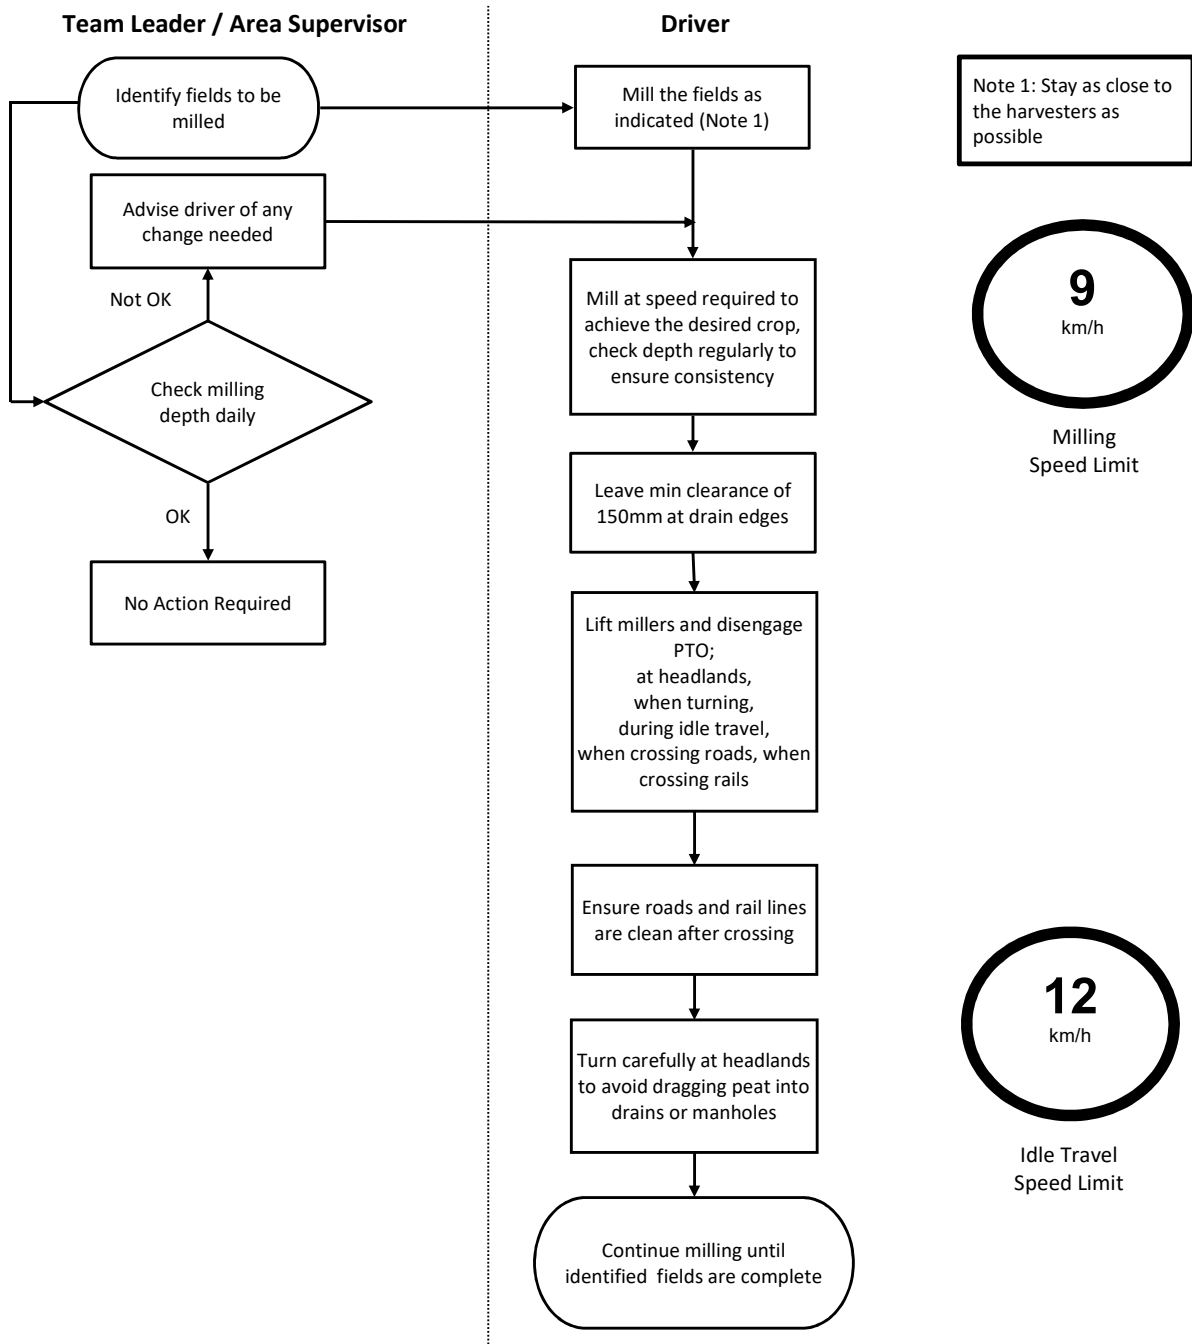 Team Leader / Area Supervisor
Identify fields to be
milled
Advise driver of any
change needed
Not OK
Check milling
depth daily
OK
No Action Required
Driver
Mill the fields as
indicated (Note 1)
Mill at speed required to
achieve the desired crop,
check depth regularly to
ensure consistency
Leave min clearance of
150mm at drain edges
Lift millers and disengage
PTO;
at headlands,
when turning,
during idle travel,
when crossing roads, when
crossing rails
Ensure roads and rail lines
are clean after crossing
Turn carefully at headlands
to avoid dragging peat into
drains or manholes
Continue milling until
identified fields are complete
Note 1: Stay as close to
the harvesters as
possible
9
km/h
Milling
Speed Limit
12
km/h
Idle Travel
Speed Limit